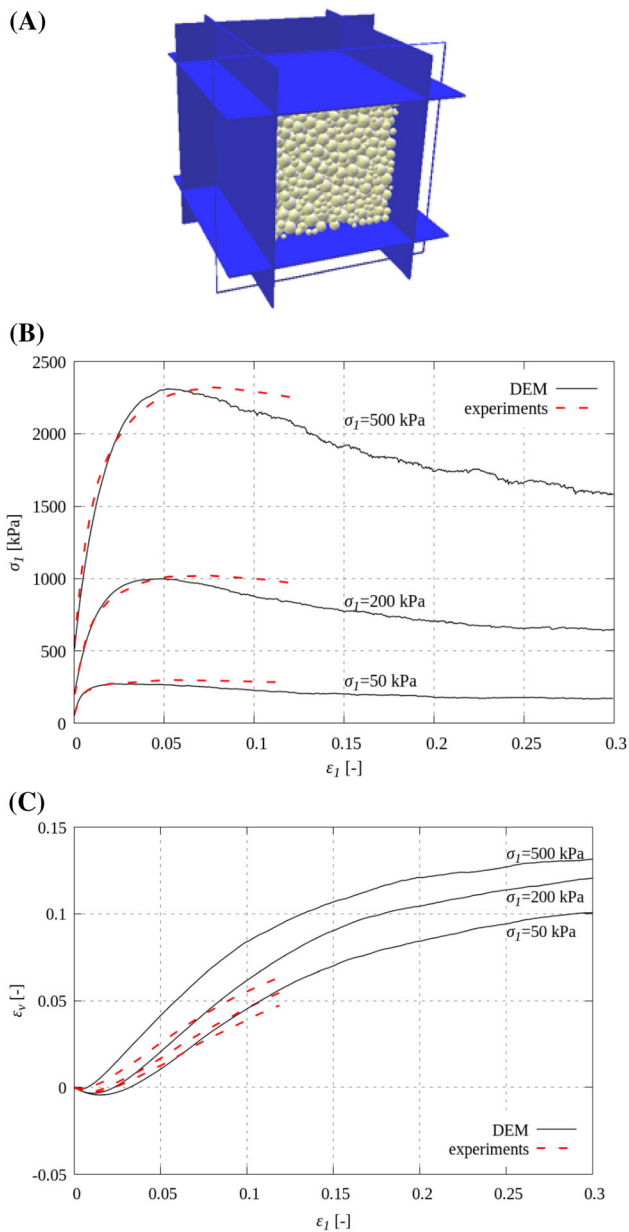 (A)
(B)
2500
2000
1500
1000
500
0
σ1 [kPa]
DEM
experiments
σ1=500 kPa
σ1=200 kPa
σ1=50 kPa
0 0.05 0.1 0.15 0.2 0.25 0.3
ε1 [-]
(C)
0.15
0.1
0.05
0
-0.05
εv [-]
σ1=500 kPa
σ1=200 kPa
σ1=50 kPa
DEM
experiments
0 0.05 0.1 0.15 0.2 0.25 0.3
ε1 [-]